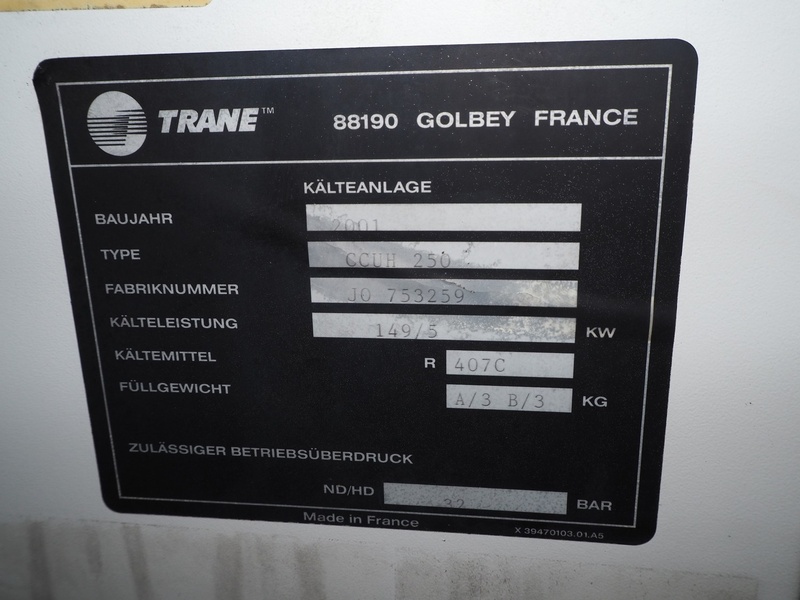 TRANE™ 88190 GOLBEY FRANCE
KÄLTEANLAGE
BAUJAHR 2001
TYPE CCUH 250
FABRIKNUMMER JO 753259
KÄLTELEISTUNG 149/5 KW
KÄLTEMITTEL R 407C
FÜLLGEWICHT A/3 B/3 KG
ZULÄSSIGER BETRIEBSÜBERDRUCK
ND/HD 32 BAR
Made in France
X 39470103.01.A5